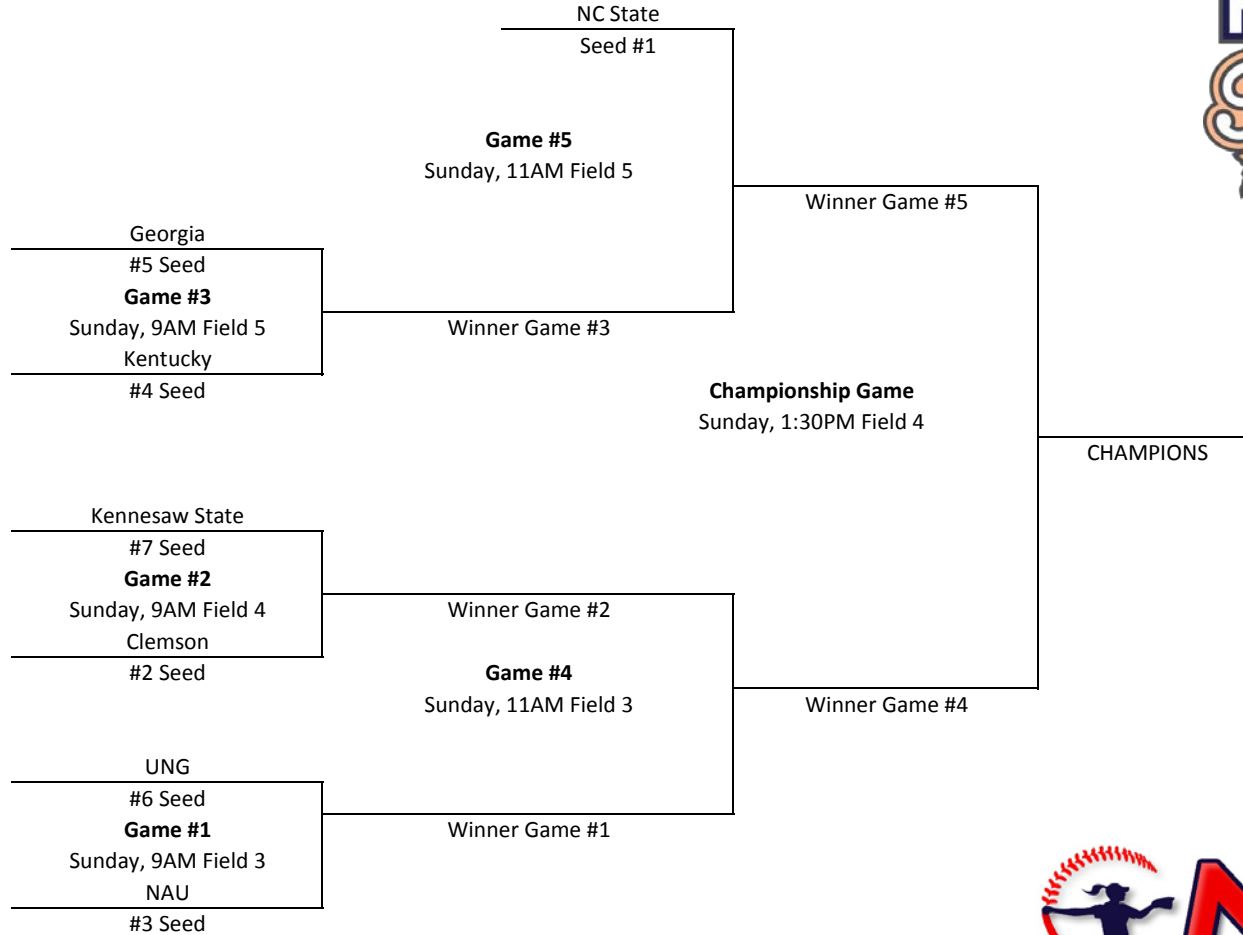 NC State
Seed #1
Game #5
Sunday, 11AM Field 5
Winner Game #5
Georgia
#5 Seed
Game #3
Sunday, 9AM Field 5
Kentucky
#4 Seed
Winner Game #3
Championship Game
Sunday, 1:30PM Field 4
CHAMPIONS
Kennesaw State
#7 Seed
Game #2
Sunday, 9AM Field 4
Clemson
#2 Seed
Winner Game #2
Game #4
Sunday, 11AM Field 3
Winner Game #4
UNG
#6 Seed
Game #1
Sunday, 9AM Field 3
NAU
#3 Seed
Winner Game #1